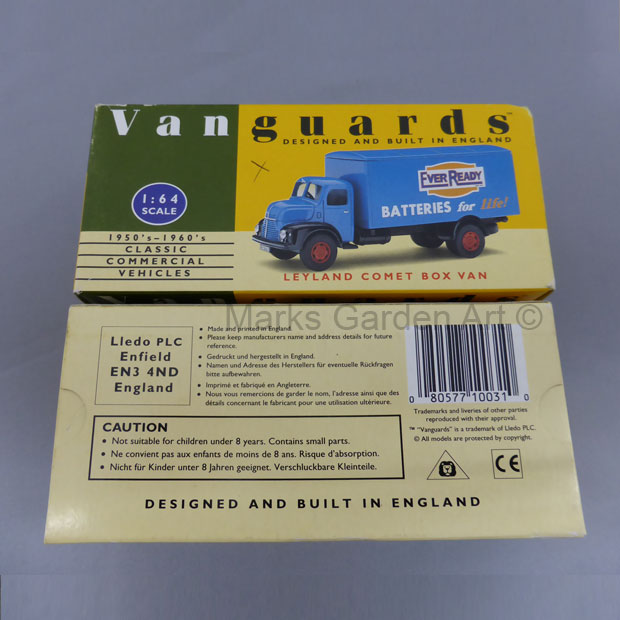 Vanguards™
DESIGNED AND BUILT IN ENGLAND
1:64
SCALE
EVER READY
BATTERIES for life!
1950's–1960's
CLASSIC
COMMERCIAL
VEHICLES
LEYLAND COMET BOX VAN
Vanguards
Marks Garden Art ©
Lledo PLC
Enfield
EN3 4ND
England
• Made and printed in England.
• Please keep manufacturers name and address details for future
reference.
• Gedruckt und hergestellt in England.
• Namen und Adresse des Herstellers für eventuelle Rückfragen
bitte aufbewahren.
• Imprimé et fabriqué en Angleterre.
• Nous vous remercions de garder le nom, l'adresse ainsi que des
détails concernant le fabricant pour une utilisation ultérieure.
0 80577 10031 0
Trademarks and liveries of other parties
reproduced with their approval.
™ "Vanguards" is a trademark of Lledo PLC.
© All models are protected by copyright.
CAUTION
• Not suitable for children under 8 years. Contains small parts.
• Ne convient pas aux enfants de moins de 8 ans. Risque d'absorption.
• Nicht für Kinder unter 8 Jahren geeignet. Verschluckbare Kleinteile.
CE
DESIGNED AND BUILT IN ENGLAND